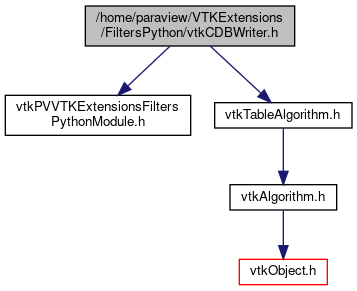 /home/paraview/VTKExtensions
/FiltersPython/vtkCDBWriter.h
vtkPVVTKExtensionsFilters
PythonModule.h
vtkTableAlgorithm.h
vtkAlgorithm.h
vtkObject.h